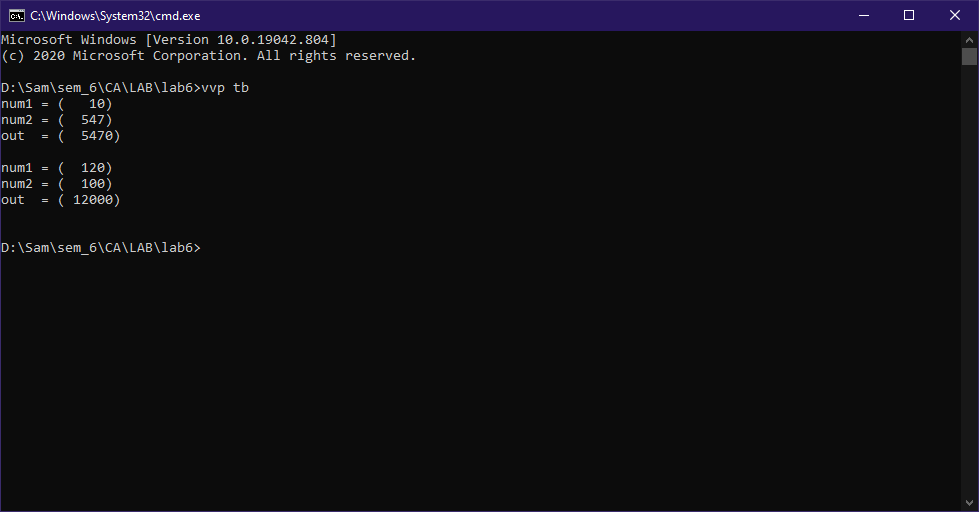 C:\Windows\System32\cmd.exe
Microsoft Windows [Version 10.0.19042.804]
(c) 2020 Microsoft Corporation. All rights reserved.
D:\Sam\sem_6\CA\LAB\lab6>vvp tb
num1 = (   10)
num2 = (  547)
out  = (  5470)
num1 = (  120)
num2 = (  100)
out  = ( 12000)
D:\Sam\sem_6\CA\LAB\lab6>